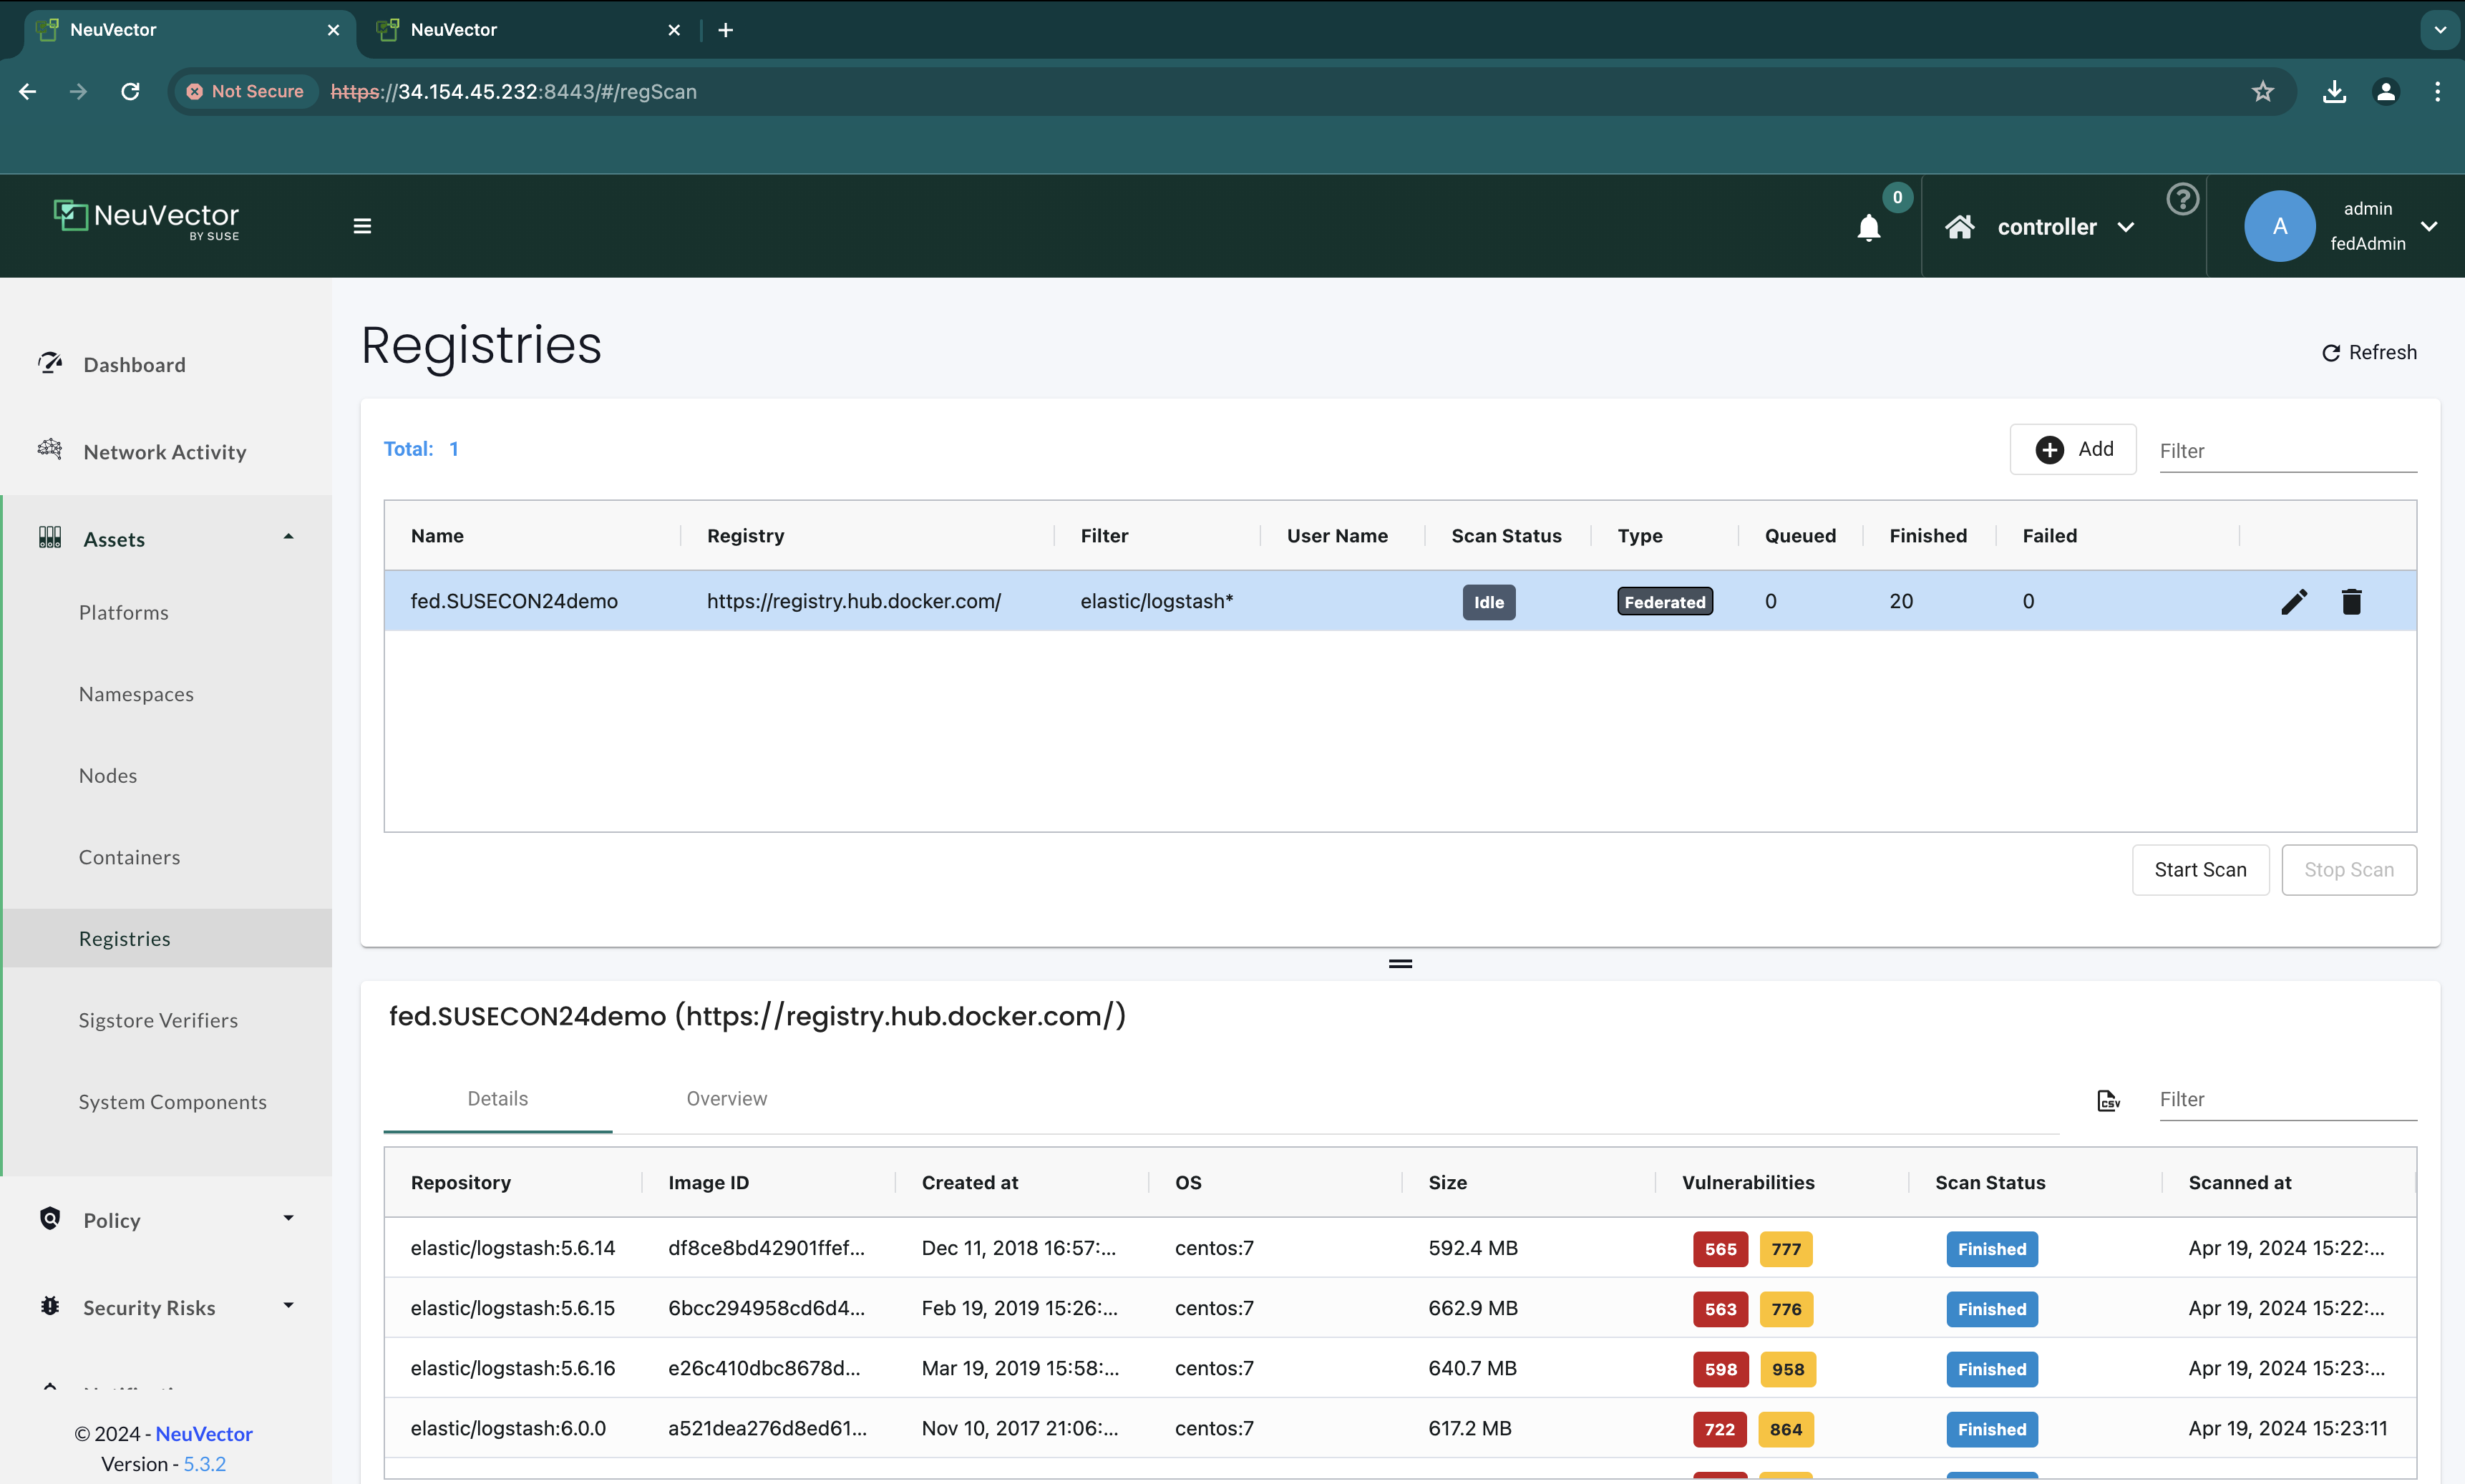 NeuVector
NeuVector
Not Secure https://34.154.45.232:8443/#/regScan
NeuVector
BY SUSE
0
controller
?
A
admin
fedAdmin
Dashboard
Network Activity
Assets
Platforms
Namespaces
Nodes
Containers
Registries
Sigstore Verifiers
System Components
Policy
Security Risks
© 2024 - NeuVector
Version - 5.3.2
Registries
Refresh
Total: 1
Add
Filter
Name Registry Filter User Name Scan Status Type Queued Finished Failed
fed.SUSECON24demo https://registry.hub.docker.com/ elastic/logstash* Idle Federated 0 20 0
Start Scan
Stop Scan
fed.SUSECON24demo (https://registry.hub.docker.com/)
Details
Overview
CSV
Filter
Repository Image ID Created at OS Size Vulnerabilities Scan Status Scanned at
elastic/logstash:5.6.14 df8ce8bd42901ffef... Dec 11, 2018 16:57:... centos:7 592.4 MB 565 777 Finished Apr 19, 2024 15:22:...
elastic/logstash:5.6.15 6bcc294958cd6d4... Feb 19, 2019 15:26:... centos:7 662.9 MB 563 776 Finished Apr 19, 2024 15:22:...
elastic/logstash:5.6.16 e26c410dbc8678d... Mar 19, 2019 15:58:... centos:7 640.7 MB 598 958 Finished Apr 19, 2024 15:23:...
elastic/logstash:6.0.0 a521dea276d8ed61... Nov 10, 2017 21:06:... centos:7 617.2 MB 722 864 Finished Apr 19, 2024 15:23:11